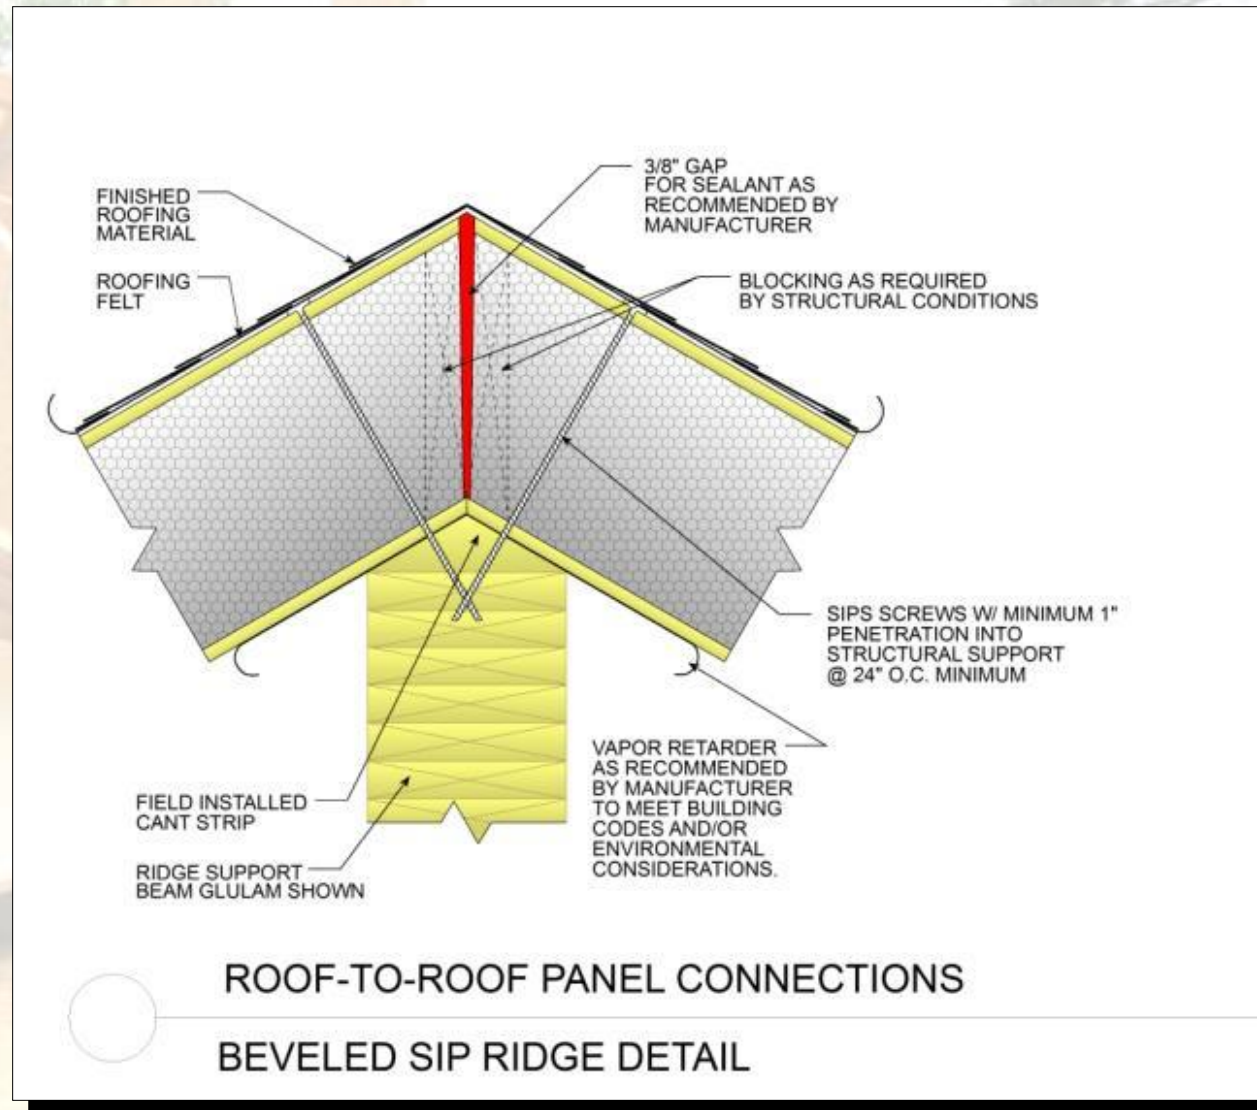 FINISHED
ROOFING
MATERIAL
ROOFING
FELT
3/8" GAP
FOR SEALANT AS
RECOMMENDED BY
MANUFACTURER
BLOCKING AS REQUIRED
BY STRUCTURAL CONDITIONS
SIPS SCREWS W/ MINIMUM 1"
PENETRATION INTO
STRUCTURAL SUPPORT
@ 24" O.C. MINIMUM
VAPOR RETARDER
AS RECOMMENDED
BY MANUFACTURER
TO MEET BUILDING
CODES AND/OR
ENVIRONMENTAL
CONSIDERATIONS.
FIELD INSTALLED
CANT STRIP
RIDGE SUPPORT
BEAM GLULAM SHOWN
ROOF-TO-ROOF PANEL CONNECTIONS
BEVELED SIP RIDGE DETAIL